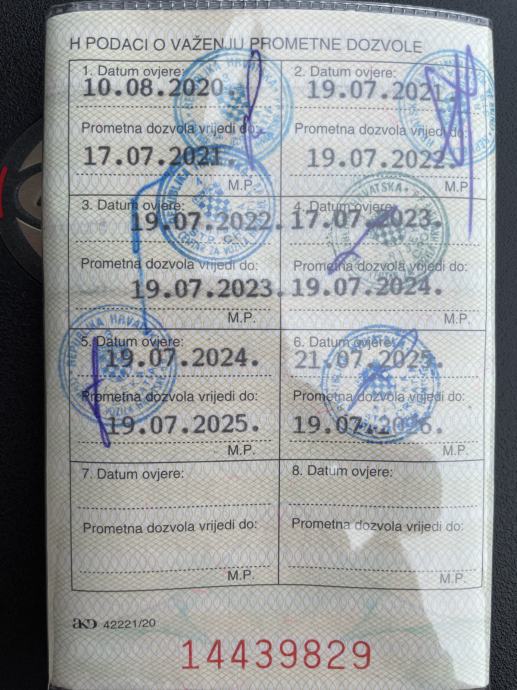 H PODACI O VAŽENJU PROMETNE DOZVOLE
1. Datum ovjere:
10.08.2020.
Prometna dozvola vrijedi do:
17.07.2021.
M.P.
2. Datum ovjere:
19.07.2021.
Prometna dozvola vrijedi do:
19.07.2022.
M.P.
3. Datum ovjere:
19.07.2022.
Prometna dozvola vrijedi do:
19.07.2023.
M.P.
4. Datum ovjere:
17.07.2023.
Prometna dozvola vrijedi do:
19.07.2024.
M.P.
5. Datum ovjere:
19.07.2024.
Prometna dozvola vrijedi do:
19.07.2025.
M.P.
6. Datum ovjere:
21.07.2025.
Prometna dozvola vrijedi do:
19.07.2026.
M.P.
7. Datum ovjere:
Prometna dozvola vrijedi do:
M.P.
8. Datum ovjere:
Prometna dozvola vrijedi do:
M.P.
AKD 42221/20
14439829